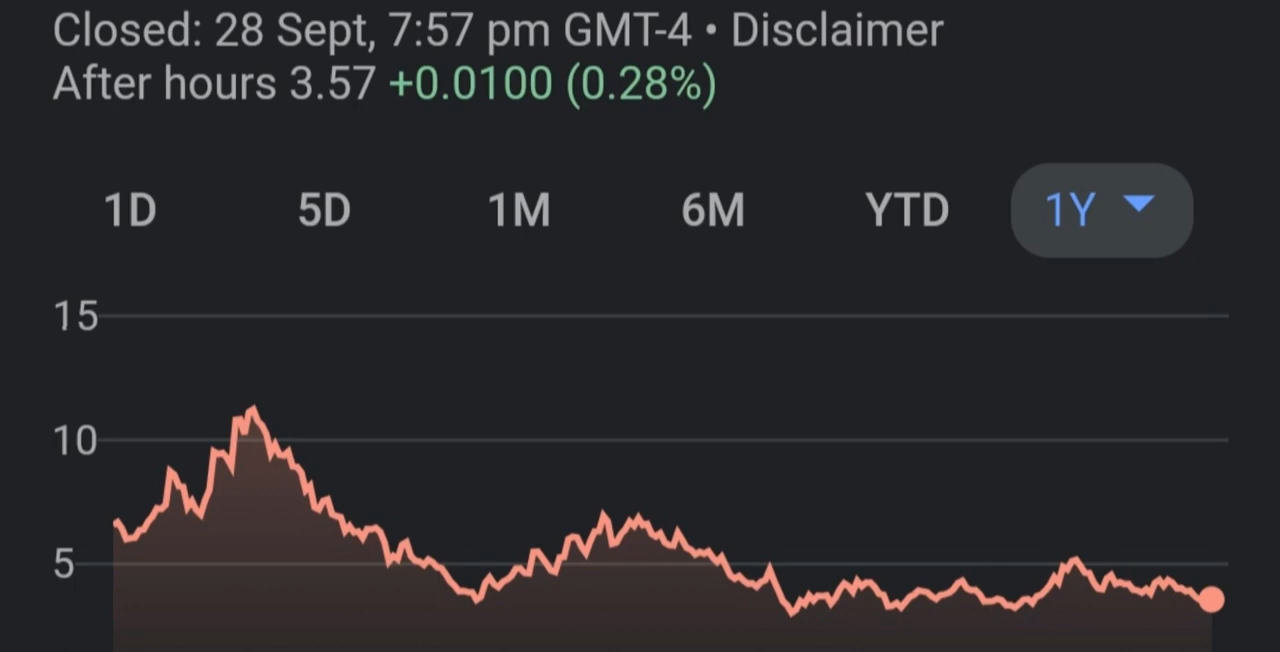 Closed: 28 Sept, 7:57 pm GMT-4 • Disclaimer
After hours 3.57 +0.0100 (0.28%)
1D 5D 1M 6M YTD 1Y
15
10
5